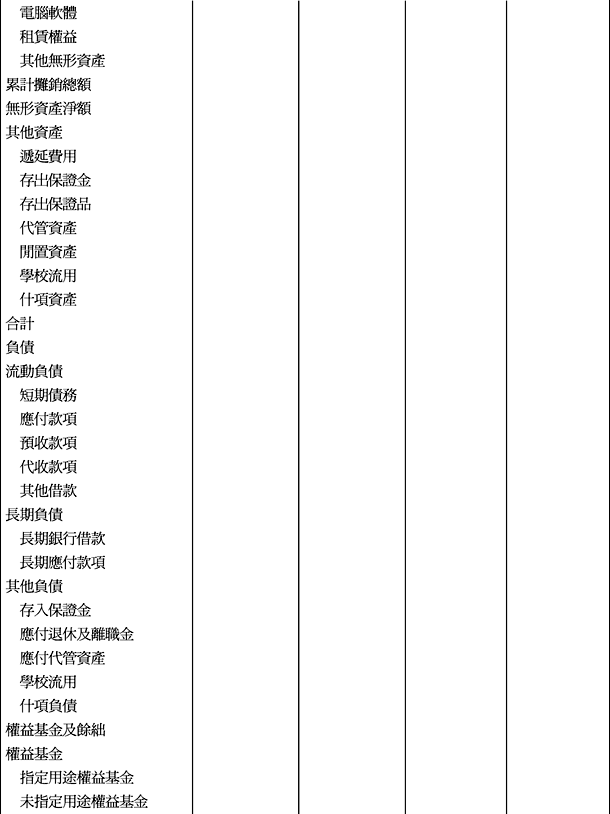 電腦軟體
租賃權益
其他無形資產
累計攤銷總額
無形資產淨額
其他資產
遞延費用
存出保證金
存出保證品
代管資產
閒置資產
學校流用
什項資產
合計
負債
流動負債
短期債務
應付款項
預收款項
代收款項
其他借款
長期負債
長期銀行借款
長期應付款項
其他負債
存入保證金
應付退休及離職金
應付代管資產
學校流用
什項負債
權益基金及餘絀
權益基金
指定用途權益基金
未指定用途權益基金